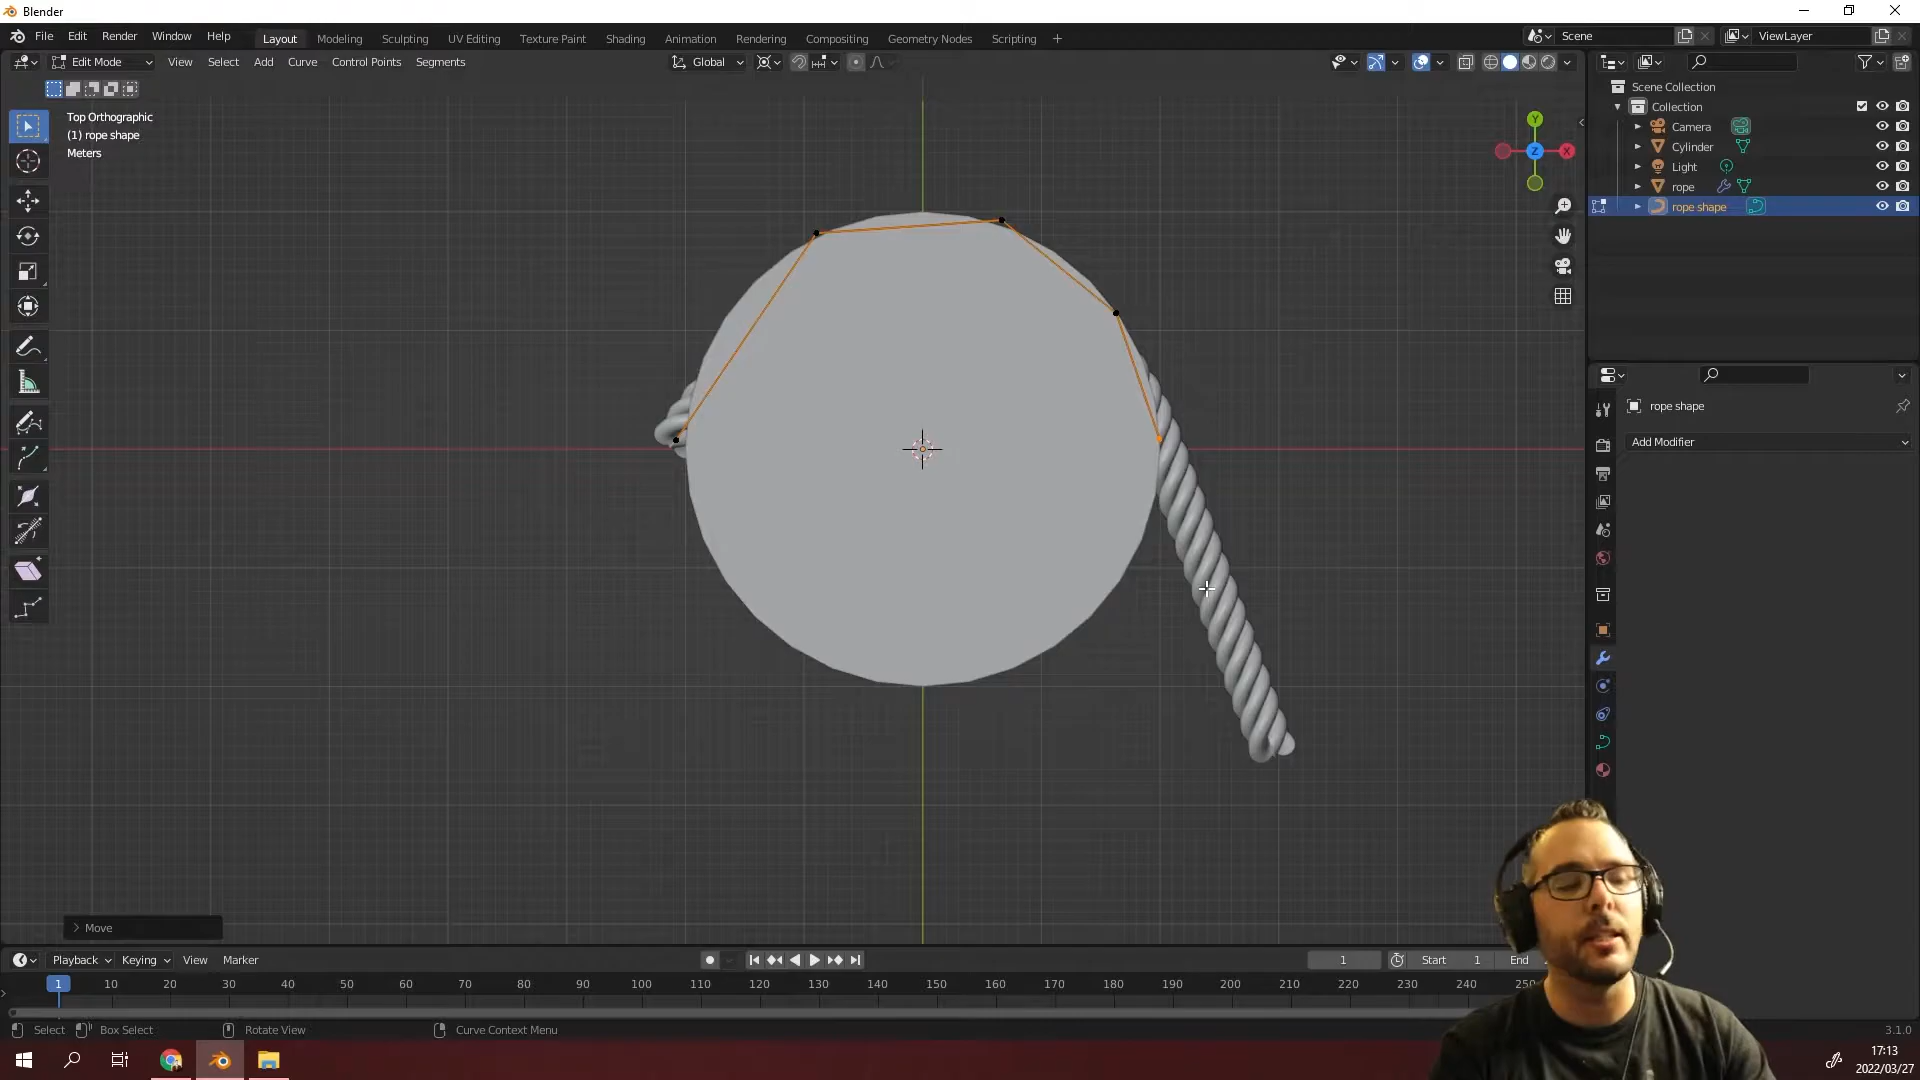 Blender
File Edit Render Window Help
Layout Modeling Sculpting UV Editing Texture Paint Shading Animation Rendering Compositing Geometry Nodes Scripting +
Scene
ViewLayer
Edit Mode View Select Add Curve Control Points Segments
Global
Top Orthographic
(1) rope shape
Meters
Y
X
Z
Scene Collection
Collection
Camera
Cylinder
Light
rope
rope shape
rope shape
Add Modifier
Move
Playback Keying View Marker
1
Start 1 End
1 10 20 30 40 50 60 70 80 90 100 110 120 130 140 150 160 170 180 190 200 210 220 230 240 250
Select Box Select Rotate View Curve Context Menu
3.1.0
17:13
2022/03/27